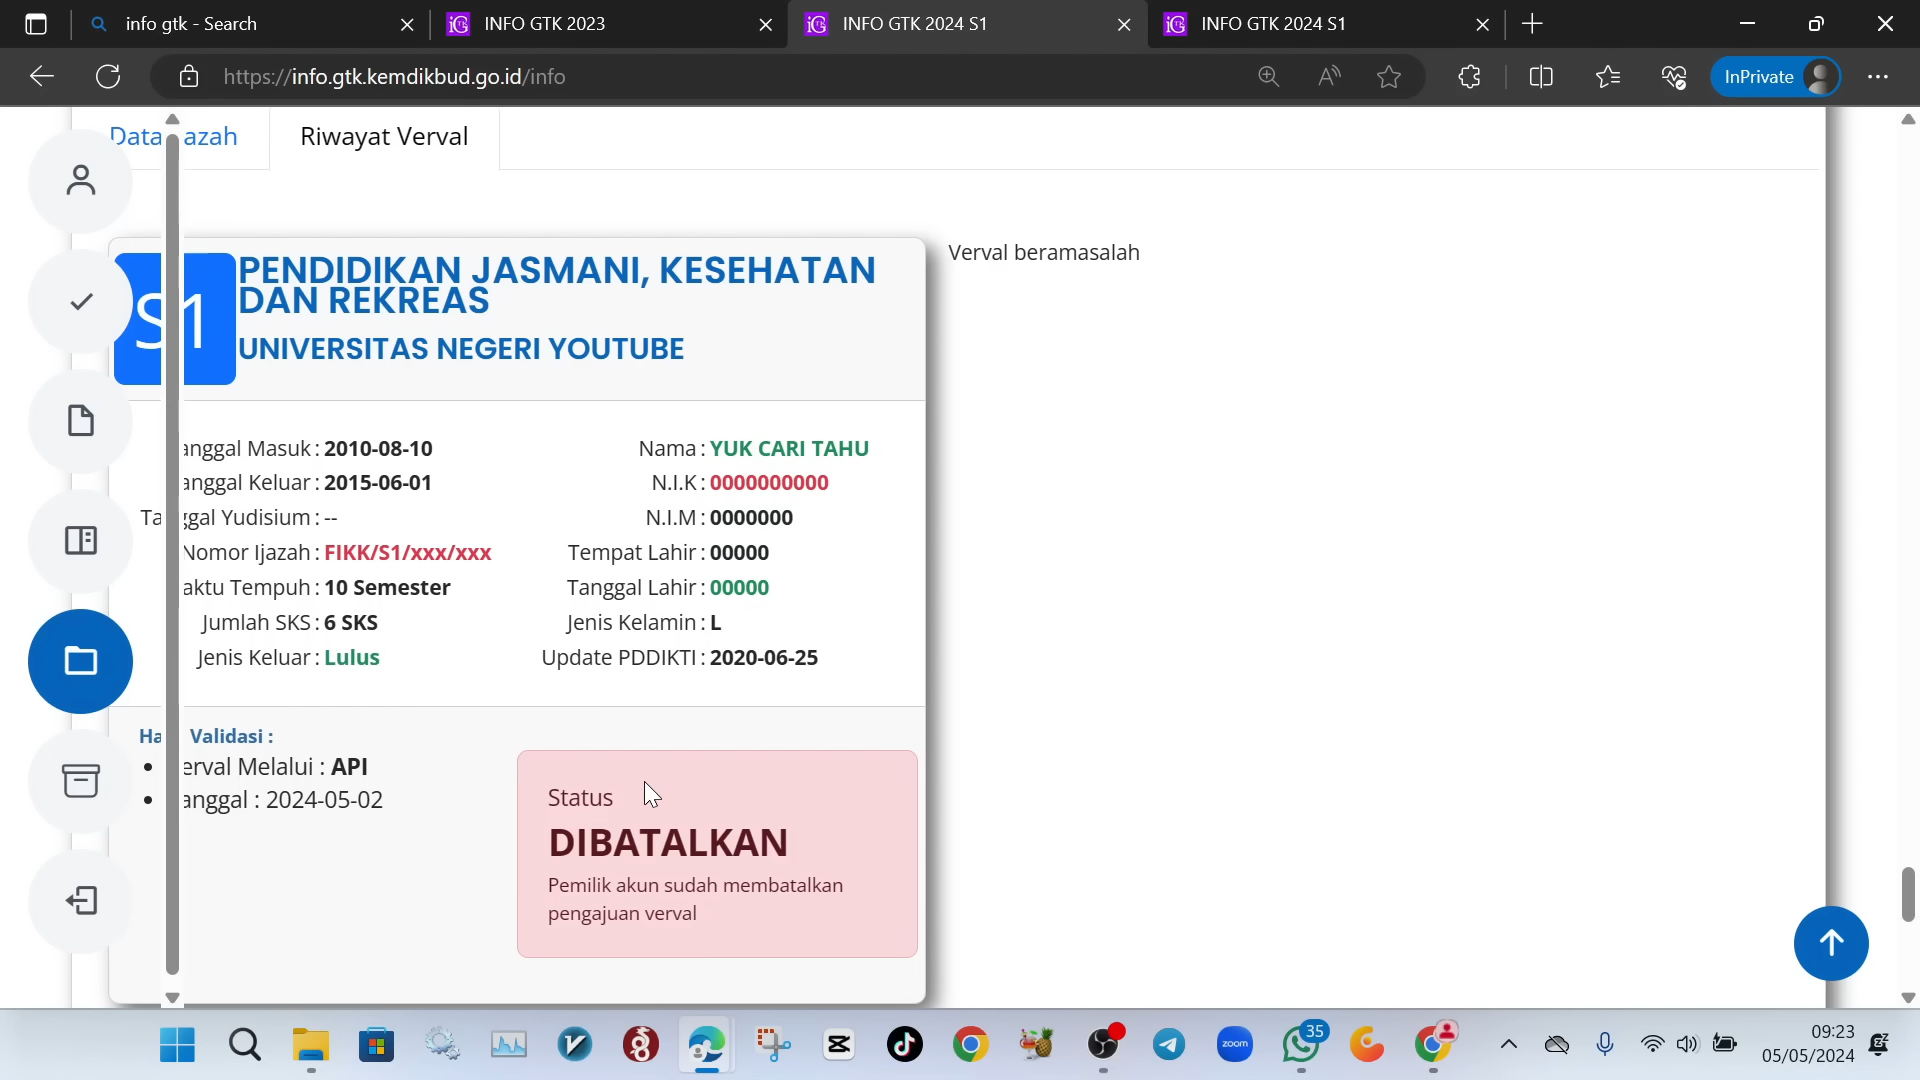 info gtk - Search
INFO GTK 2023
INFO GTK 2024 S1
INFO GTK 2024 S1
https://info.gtk.kemdikbud.go.id/info
InPrivate
Data azah
Riwayat Verval
S1
PENDIDIKAN JASMANI, KESEHATAN
DAN REKREAS
UNIVERSITAS NEGERI YOUTUBE
Verval beramasalah
anggal Masuk : 2010-08-10
Nama : YUK CARI TAHU
anggal Keluar : 2015-06-01
N.I.K : 0000000000
Ta ggal Yudisium : --
N.I.M : 0000000
Nomor Ijazah : FIKK/S1/xxx/xxx
Tempat Lahir : 00000
aktu Tempuh : 10 Semester
Tanggal Lahir : 00000
Jumlah SKS : 6 SKS
Jenis Kelamin : L
Jenis Keluar : Lulus
Update PDDIKTI : 2020-06-25
Ha Validasi :
erval Melalui : API
anggal : 2024-05-02
Status
DIBATALKAN
Pemilik akun sudah membatalkan
pengajuan verval
zoom
35
09:23
05/05/2024